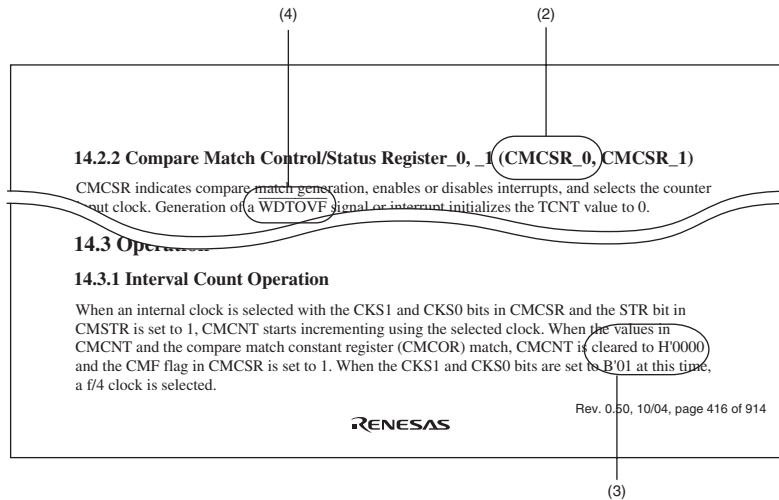 (4) (2)
14.2.2 Compare Match Control/Status Register_0, _1 (CMCSR_0, CMCSR_1)
CMCSR indicates compare match generation, enables or disables interrupts, and selects the counter
input clock. Generation of a WDTOVF signal or interrupt initializes the TCNT value to 0.
14.3 Operation
14.3.1 Interval Count Operation
When an internal clock is selected with the CKS1 and CKS0 bits in CMCSR and the STR bit in
CMSTR is set to 1, CMCNT starts incrementing using the selected clock. When the values in
CMCNT and the compare match constant register (CMCOR) match, CMCNT is cleared to H'0000
and the CMF flag in CMCSR is set to 1. When the CKS1 and CKS0 bits are set to B'01 at this time,
a f/4 clock is selected.
Rev. 0.50, 10/04, page 416 of 914
RENESAS
(3)